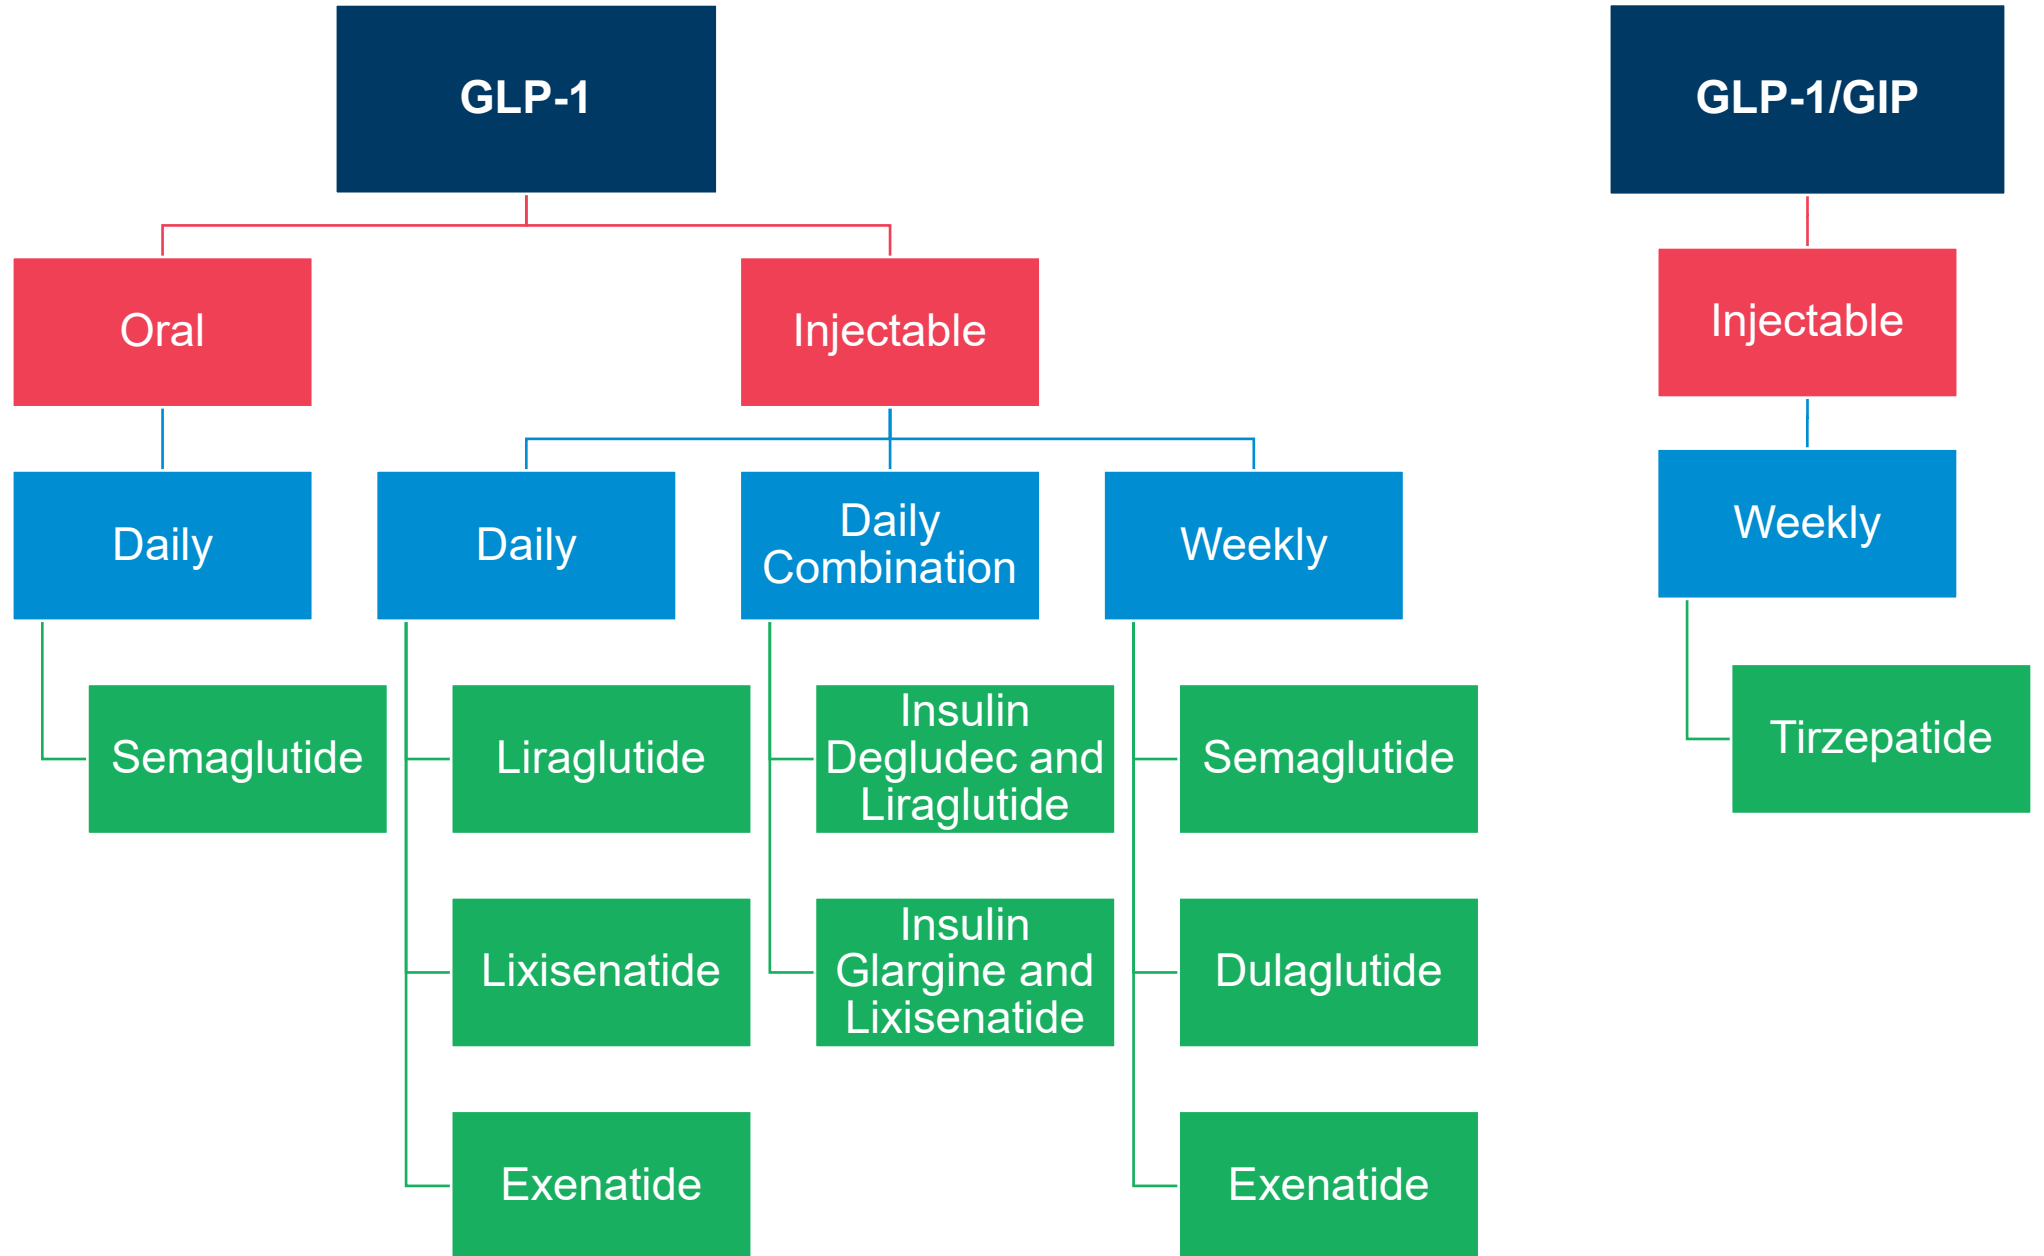 GLP-1
GLP-1/GIP
Oral
Injectable
Injectable
Daily
Daily
Daily
Combination
Weekly
Weekly
Semaglutide
Liraglutide
Insulin
Degludec and
Liraglutide
Semaglutide
Tirzepatide
Lixisenatide
Insulin
Glargine and
Lixisenatide
Dulaglutide
Exenatide
Exenatide